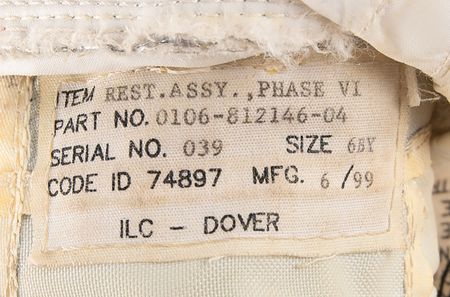 ITEM REST.ASSY.,PHASE VI
PART NO. 0106-812146-04
SERIAL NO. 039 SIZE 6BY
CODE ID 74897 MFG. 6/99
ILC - DOVER